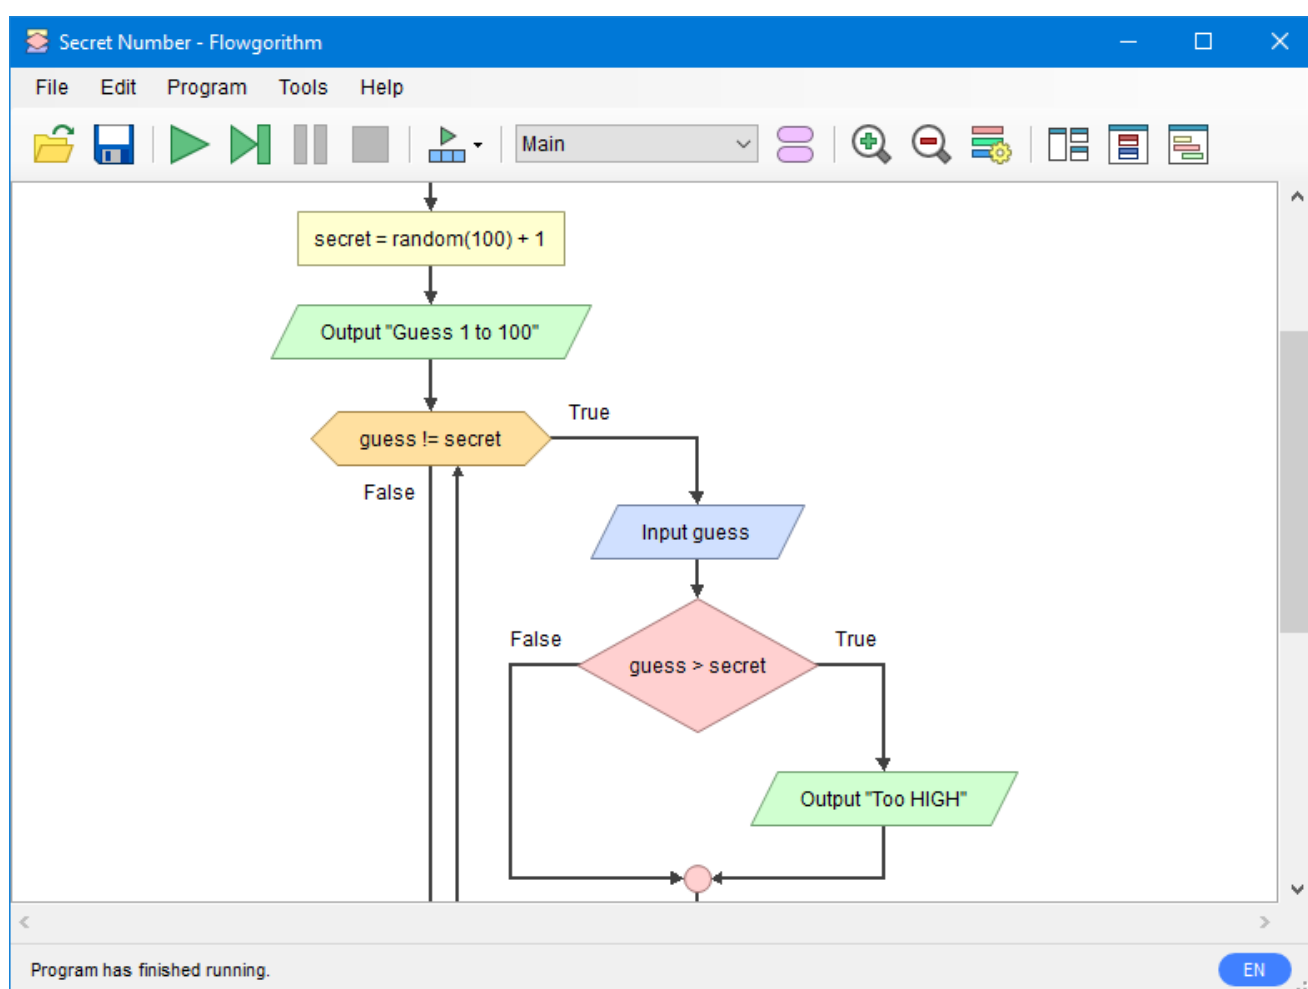 Secret Number - Flowgorithm
File Edit Program Tools Help
Main
secret = random(100) + 1
Output "Guess 1 to 100"
True
guess != secret
False
Input guess
False
True
guess > secret
Output "Too HIGH"
Program has finished running.
EN